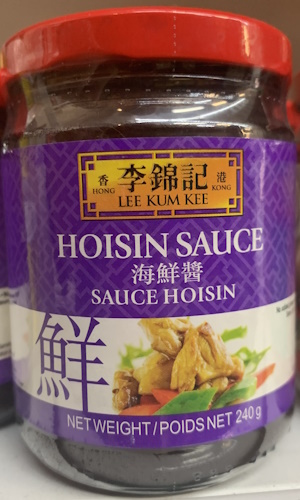 香 李錦記 港
HONG LEE KUM KEE KONG
HOISIN SAUCE
海鮮醬
SAUCE HOISIN
鮮
NET WEIGHT/POIDS NET 240 g